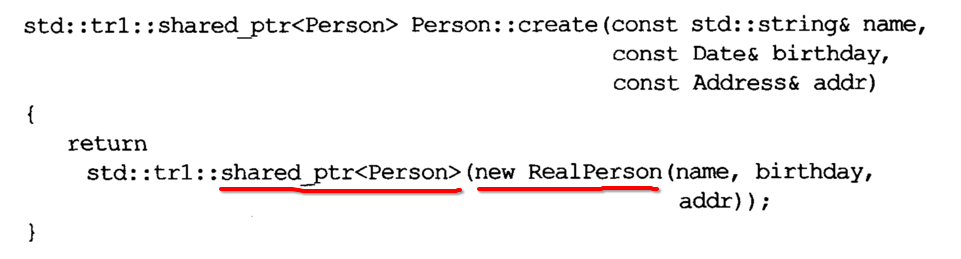 std::tr1::shared_ptr<Person> Person::create(const std::string& name,
const Date& birthday,
const Address& addr)
{
return
std::tr1::shared_ptr<Person>(new RealPerson(name, birthday,
addr));
}